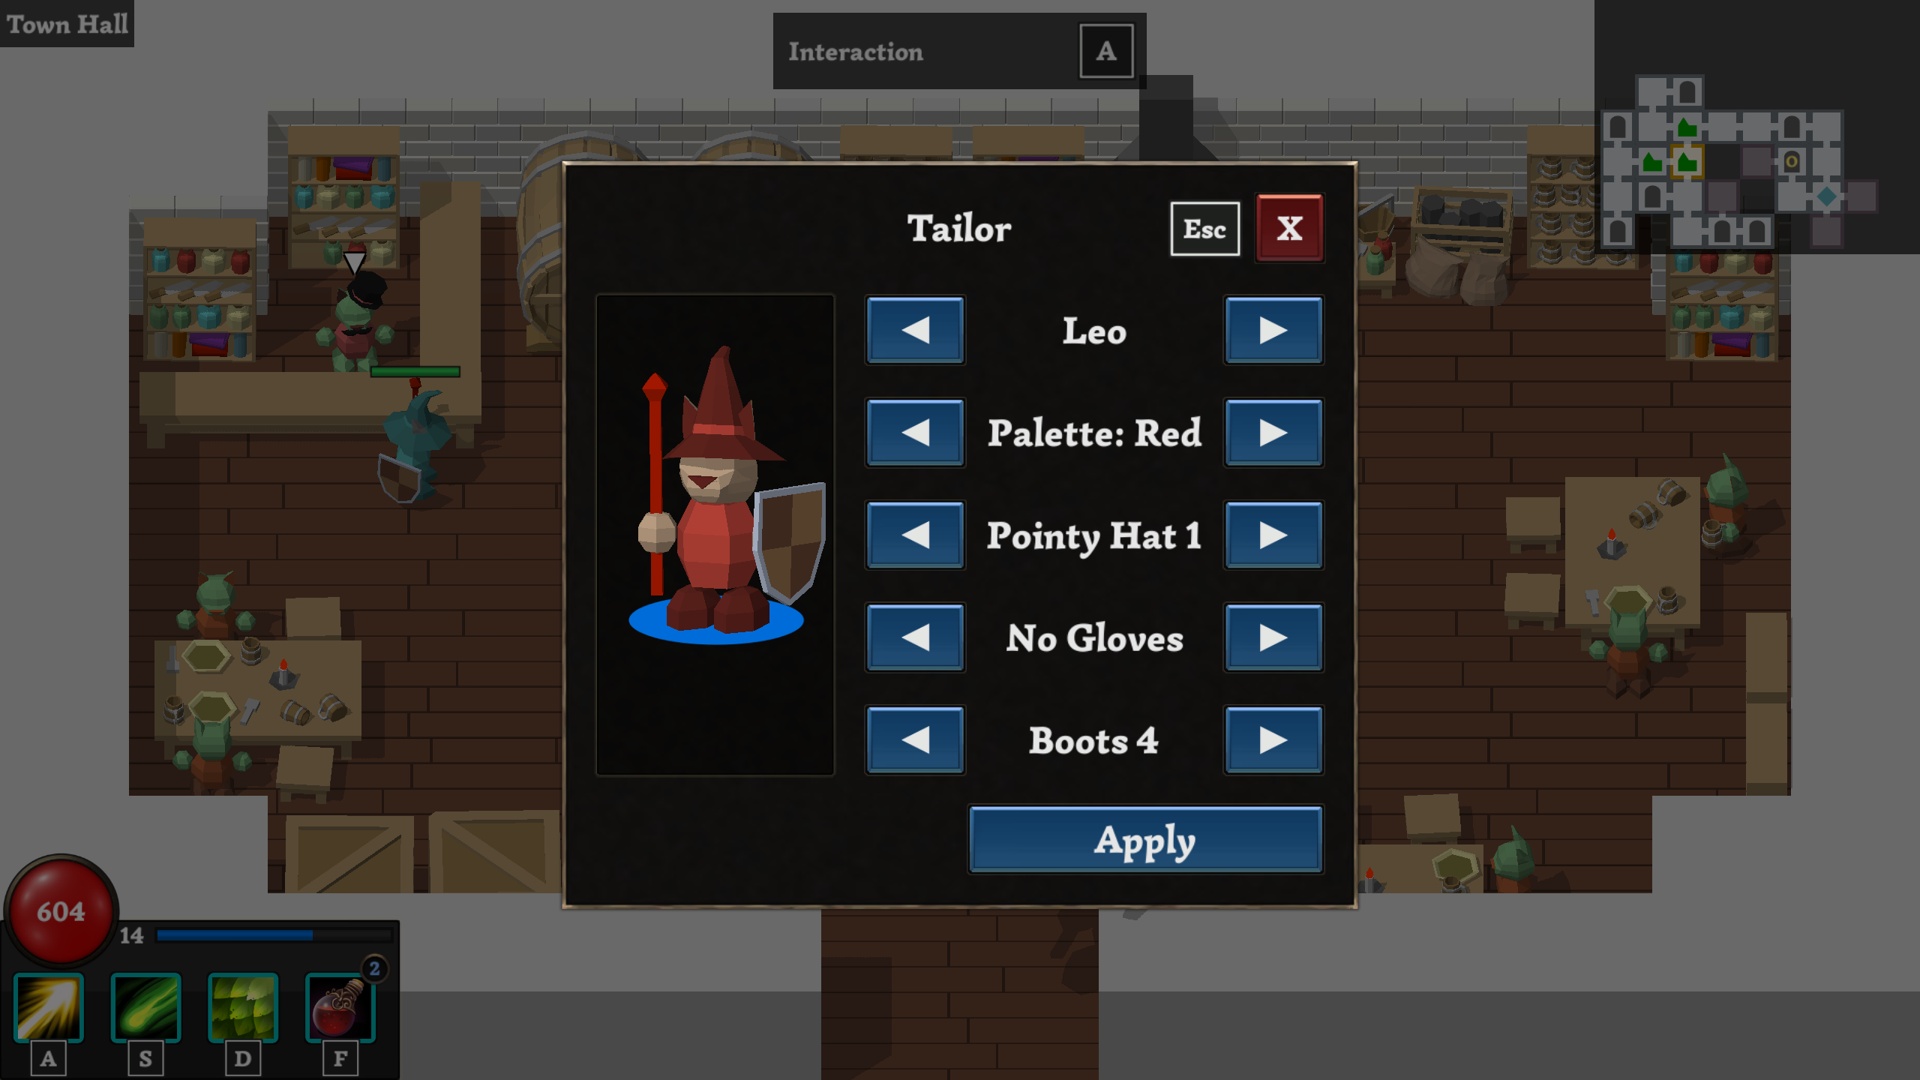 Town Hall
Interaction A
Tailor Esc X
Leo
Palette: Red
Pointy Hat 1
No Gloves
Boots 4
Apply
604
14
2
A S D F